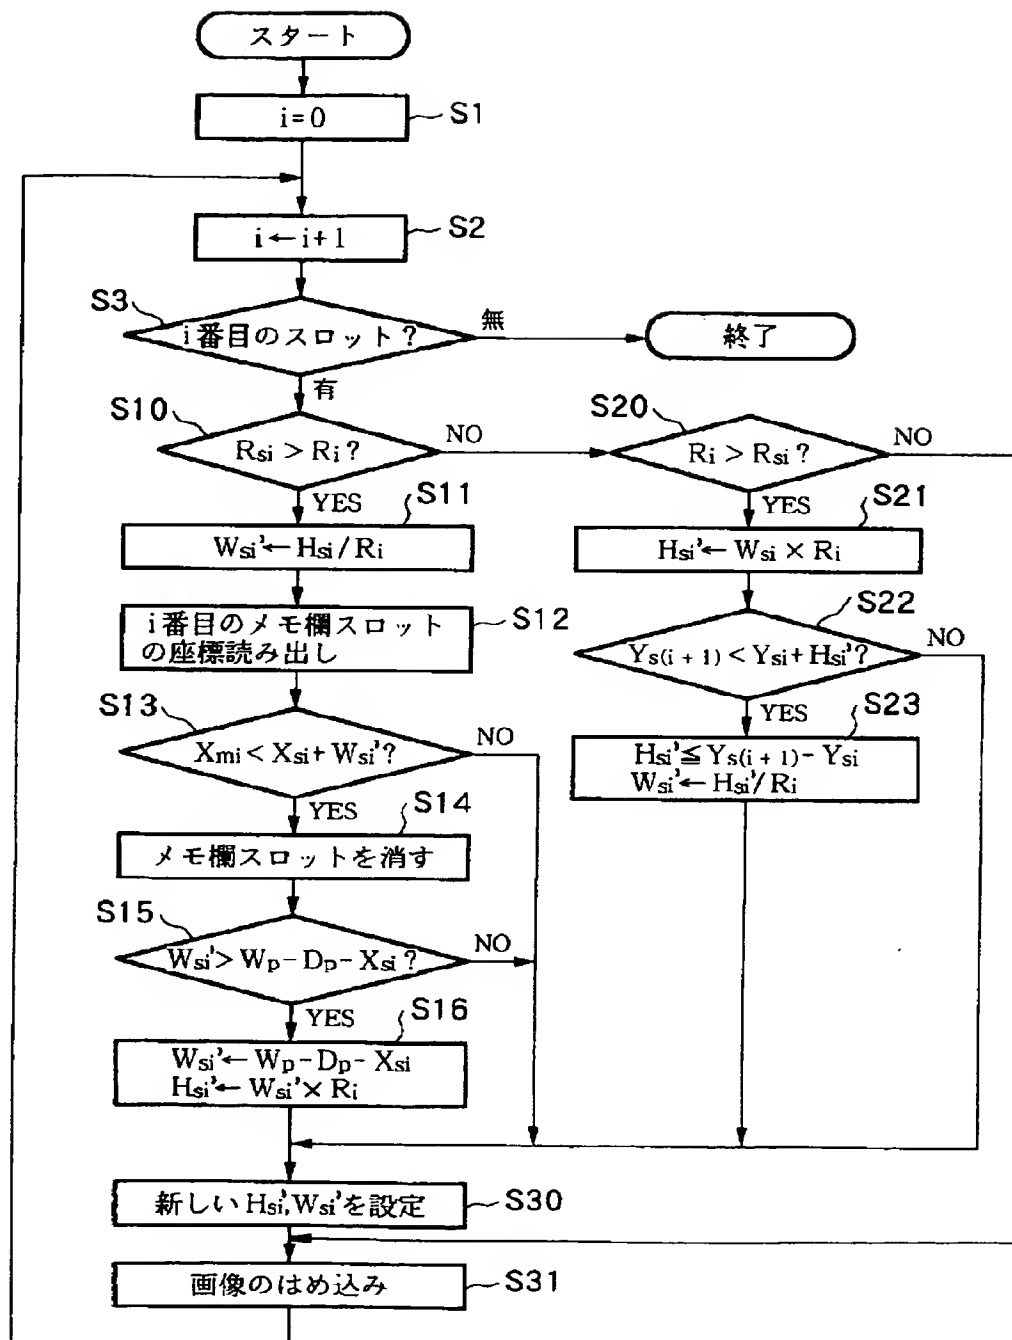 スタート
i=0
S1
i←i+1
S2
S3
i番目のスロット?
無
終了
有
S10
Rsi > Ri?
NO
S20
Ri > Rsi?
NO
YES
S11
Wsi'←Hsi/Ri
YES
S21
Hsi'←Wsi×Ri
i番目のメモ欄スロット
の座標読み出し
S12
S22
Ys(i+1)<Ysi+Hsi'?
NO
S13
Xmi<Xsi+Wsi'?
NO
YES
S23
Hsi'≦Ys(i+1)-Ysi
Wsi'←Hsi'/Ri
YES
S14
メモ欄スロットを消す
S15
Wsi'>Wp-Dp-Xsi?
NO
YES
S16
Wsi'←Wp-Dp-Xsi
Hsi'←Wsi'×Ri
新しいHsi',Wsi'を設定
S30
画像のはめ込み
S31